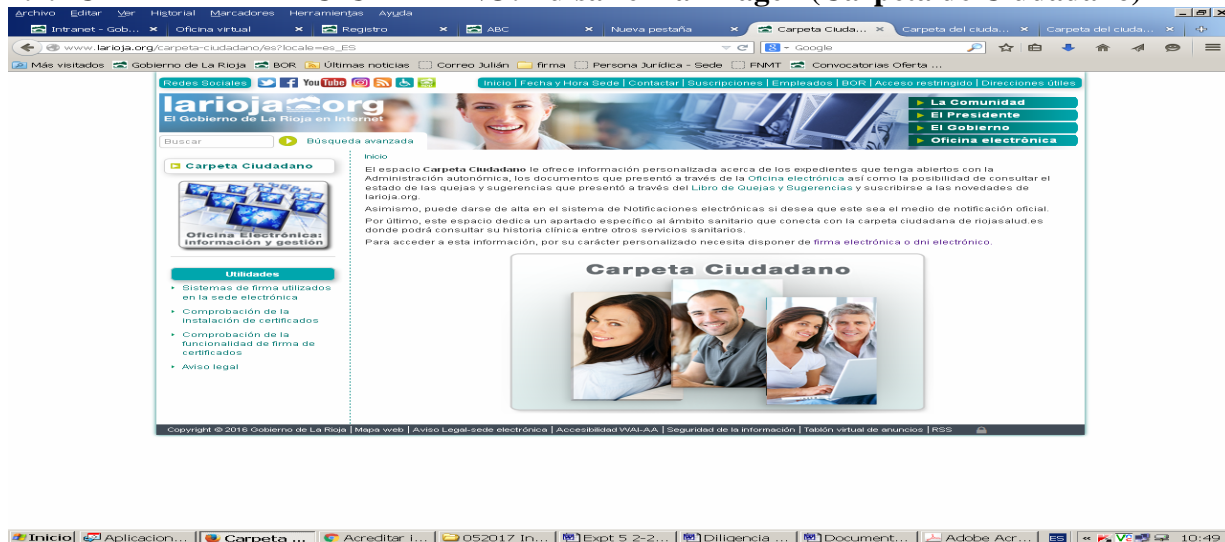 (Carpeta de Ciudadano)
Archivo Editar Ver Historial Marcadores Herramientas Ayuda
Intranet - Gob... × Oficina virtual × Registro × ABC × Nueva pestaña × Carpeta Ciuda... × Carpeta del ciuda... × Carpeta del ciuda... ×
www.larioja.org/carpeta-ciudadano/es?locale=es_ES
Google
Más visitados Gobierno de La Rioja BOR Últimas noticias Correo Julián firma Persona Jurídica - Sede FNMT Convocatorias Oferta ...
Redes Sociales YouTube Inicio | Fecha y Hora Sede | Contactar | Suscripciones | Empleados | BOR | Acceso restringido | Direcciones útiles
larioja.org
El Gobierno de La Rioja en Internet
La Comunidad
El Presidente
El Gobierno
Oficina electrónica
Buscar Búsqueda avanzada
Carpeta Ciudadano
Oficina Electrónica:
Información y gestión
Utilidades
Sistemas de firma utilizados
en la sede electrónica
Comprobación de la
instalación de certificados
Comprobación de la
funcionalidad de firma de
certificados
Aviso legal
Inicio
El espacio Carpeta Ciudadano le ofrece información personalizada acerca de los expedientes que tenga abiertos con la
Administración autonómica, los documentos que presentó a través de la Oficina electrónica así como la posibilidad de consultar el
estado de las quejas y sugerencias que presentó a través del Libro de Quejas y Sugerencias y suscribirse a las novedades de
larioja.org.
Asimismo, puede darse de alta en el sistema de Notificaciones electrónicas si desea que este sea el medio de notificación oficial.
Por último, este espacio dedica un apartado específico al ámbito sanitario que conecta con la carpeta ciudadana de riojasalud.es
donde podrá consultar su historia clínica entre otros servicios sanitarios.
Para acceder a esta información, por su carácter personalizado necesita disponer de firma electrónica o dni electrónico.
Carpeta Ciudadano
Copyright © 2016 Gobierno de La Rioja | Mapa web | Aviso Legal-sede electrónica | Accesibilidad WAI-AA | Seguridad de la información | Tablón virtual de anuncios | RSS
Inicio Aplicacion... Carpeta ... Acreditar i... 052017 In... Expt 5 2-2... Diligencia ... Document... Adobe Acr... ES « 10:49